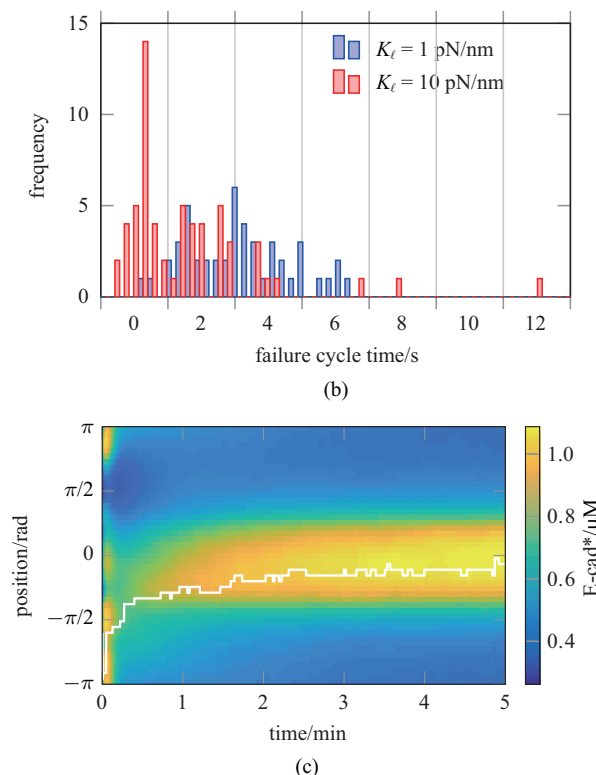 (b)
15
10
5
0
frequency
K_ℓ = 1 pN/nm
K_ℓ = 10 pN/nm
0 2 4 6 8 10 12
failure cycle time/s
(b)
π
π/2
0
−π/2
−π
position/rad
0 1 2 3 4 5
time/min
1.0
0.8
0.6
0.4
E-cad*/µM
(c)